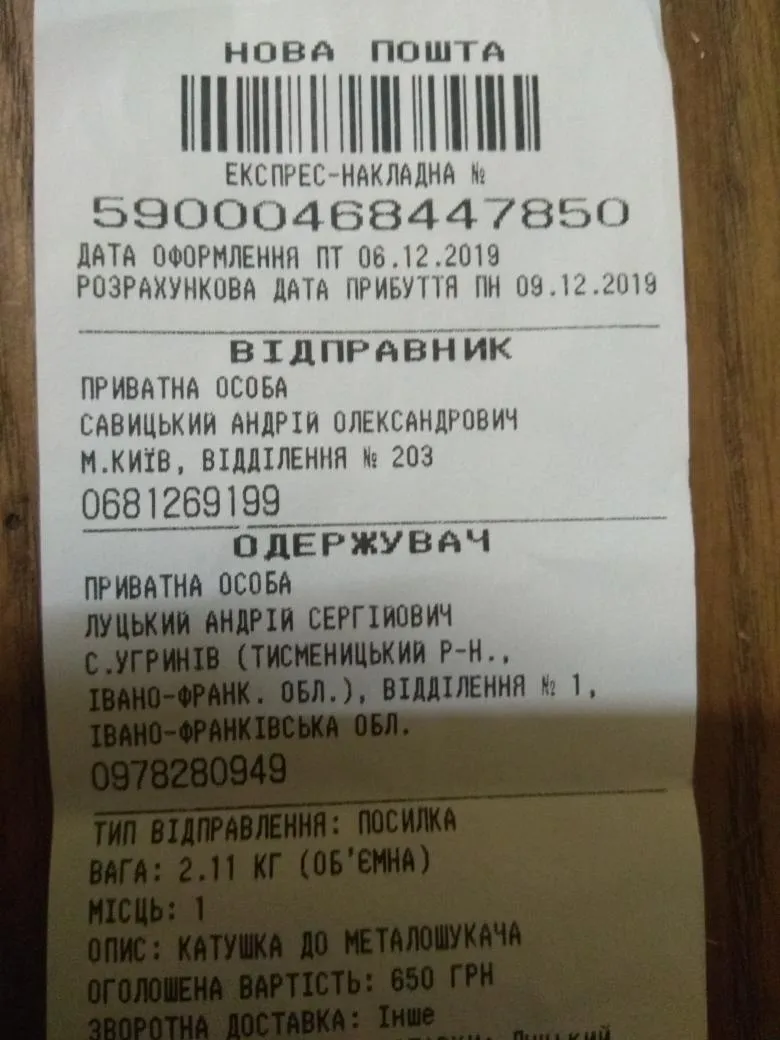 НОВА ПОШТА
ЕКСПРЕС-НАКЛАДНА №
59000468447850
ДАТА ОФОРМЛЕННЯ ПТ 06.12.2019
РОЗРАХУНКОВА ДАТА ПРИБУТТЯ ПН 09.12.2019
ВІДПРАВНИК
ПРИВАТНА ОСОБА
САВИЦЬКИЙ АНДРІЙ ОЛЕКСАНДРОВИЧ
М.КИЇВ, ВІДДІЛЕННЯ № 203
0681269199
ОДЕРЖУВАЧ
ПРИВАТНА ОСОБА
ЛУЦЬКИЙ АНДРІЙ СЕРГІЙОВИЧ
С.УГРИНІВ (ТИСМЕНИЦЬКИЙ Р-Н.,
ІВАНО-ФРАНК. ОБЛ.), ВІДДІЛЕННЯ № 1,
ІВАНО-ФРАНКІВСЬКА ОБЛ.
0978280949
ТИП ВІДПРАВЛЕННЯ: ПОСИЛКА
ВАГА: 2.11 КГ (ОБ'ЄМНА)
МІСЦЬ: 1
ОПИС: КАТУШКА ДО МЕТАЛОШУКАЧА
ОГОЛОШЕНА ВАРТІСТЬ: 650 ГРН
ЗВОРОТНА ДОСТАВКА: Інше
Луцький